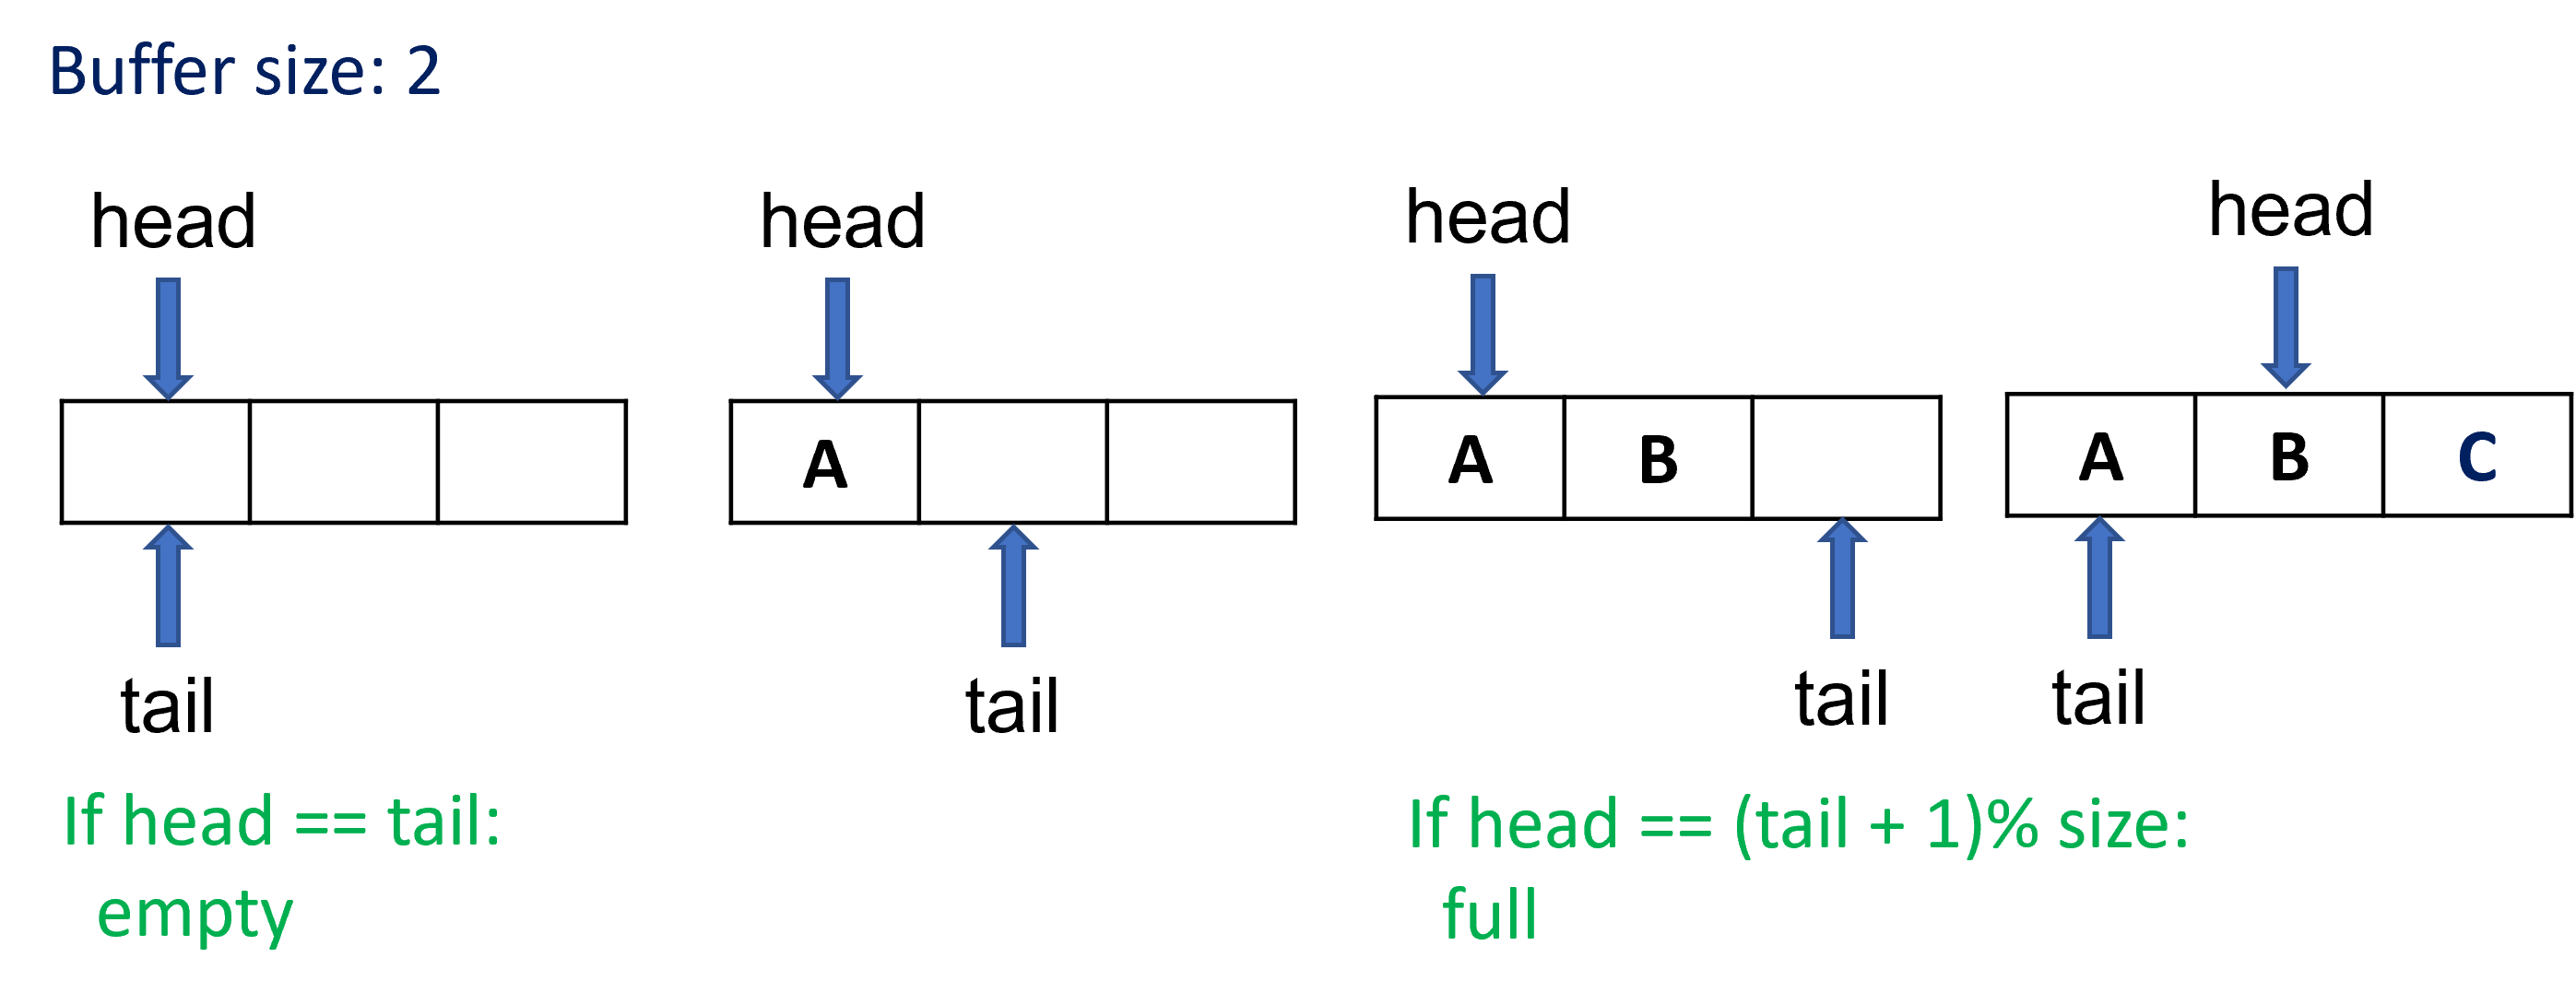 Buffer size: 2
head
head
head
head
A
A
B
A
B
C
tail
tail
tail
tail
If head == tail:
empty
If head == (tail + 1)% size:
full